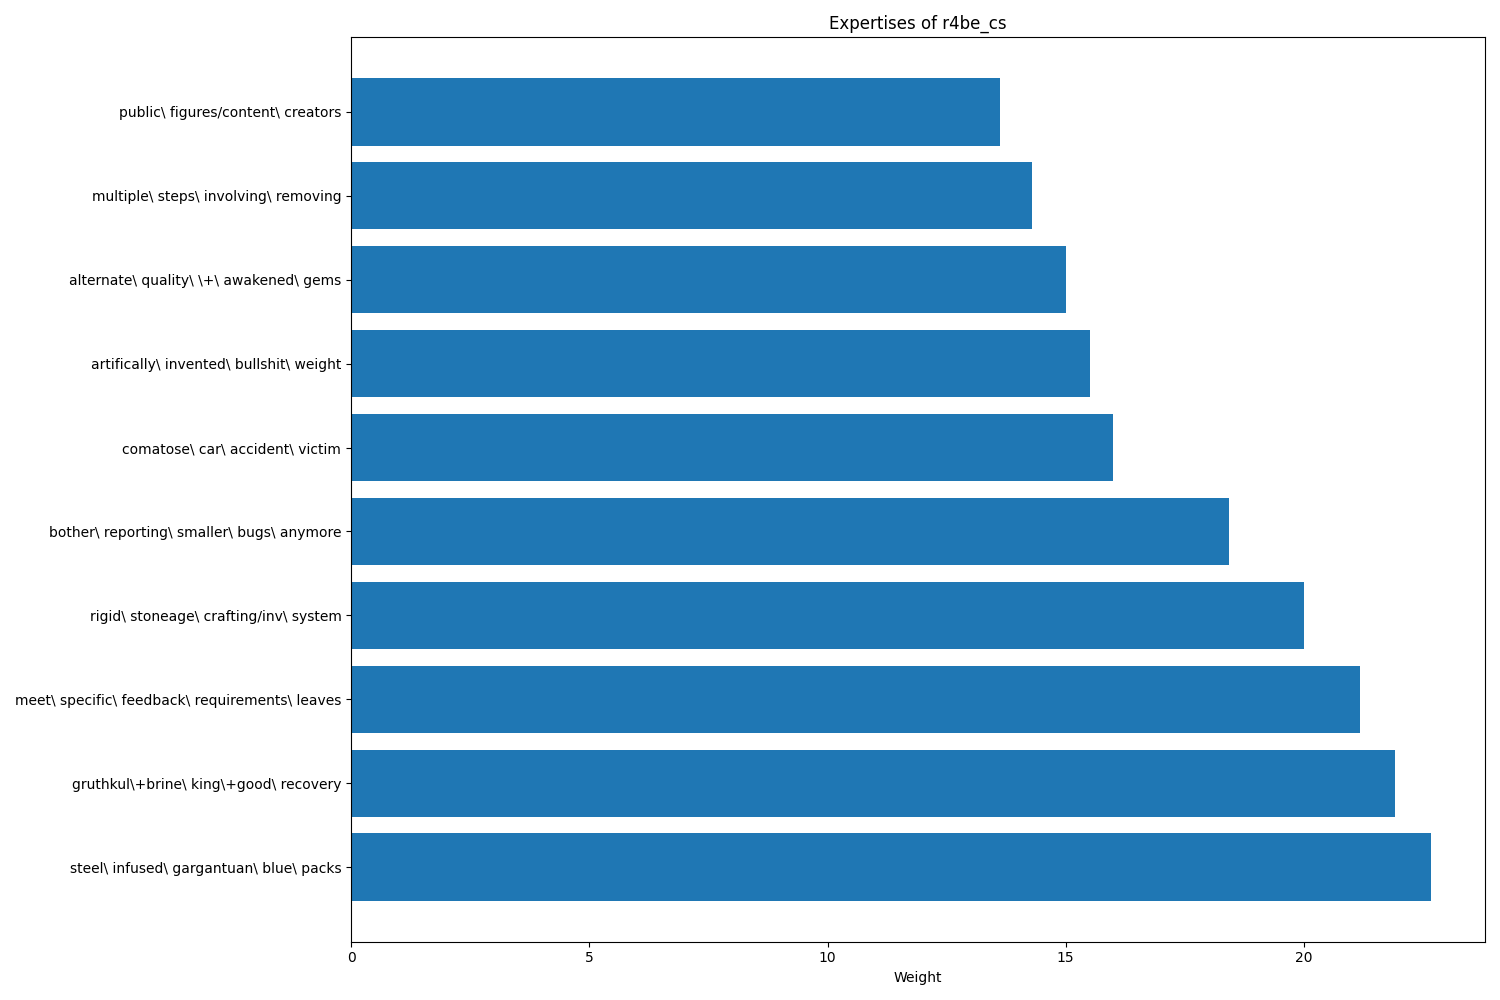 Expertises of r4be_cs
public\ figures/content\ creators
multiple\ steps\ involving\ removing
alternate\ quality\ \+\ awakened\ gems
artifically\ invented\ bullshit\ weight
comatose\ car\ accident\ victim
bother\ reporting\ smaller\ bugs\ anymore
rigid\ stoneage\ crafting/inv\ system
meet\ specific\ feedback\ requirements\ leaves
gruthkul\+brine\ king\+good\ recovery
steel\ infused\ gargantuan\ blue\ packs
0 5 10 15 20
Weight